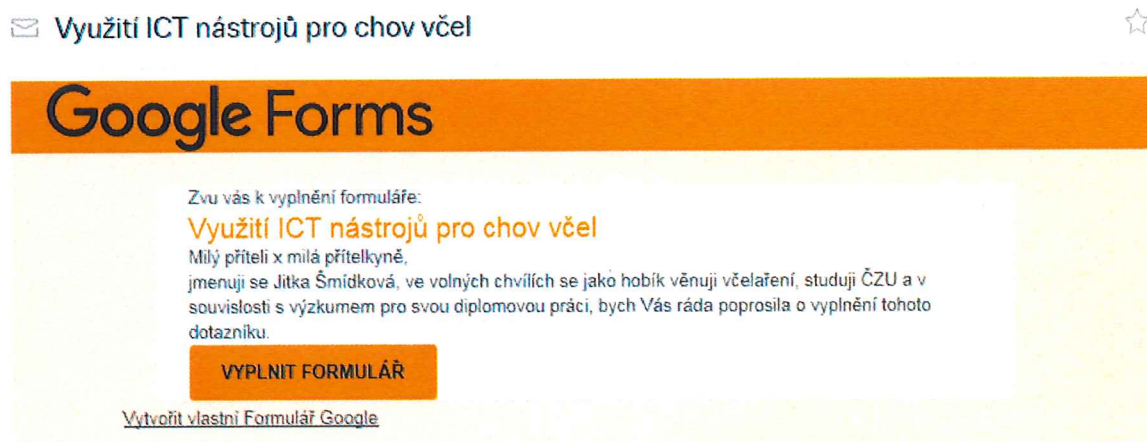 Využití ICT nástrojů pro chov včel
Google Forms
Zvu vás k vyplnění formuláře:
Využití ICT nástrojů pro chov včel
Milý příteli x milá přítelkyně,
jmenuji se Jitka Šmídková, ve volných chvílích se jako hobík věnuji včelaření, studuji ČZU a v
souvislosti s výzkumem pro svou diplomovou práci, bych Vás ráda poprosila o vyplnění tohoto
dotazníku.
VYPLNIT FORMULÁŘ
Vytvořit vlastní Formulář Google